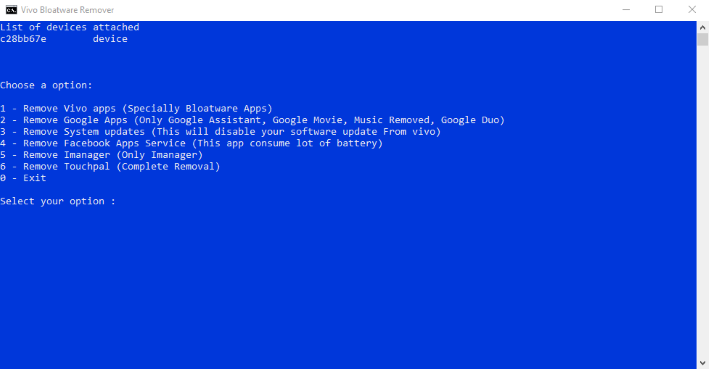 Vivo Bloatware Remover
List of devices attached
c28bb67e device
Choose a option:
1 - Remove Vivo apps (Specially Bloatware Apps)
2 - Remove Google Apps (Only Google Assistant, Google Movie, Music Removed, Google Duo)
3 - Remove System updates (This will disable your software update From vivo)
4 - Remove Facebook Apps Service (This app consume lot of battery)
5 - Remove Imanager (Only Imanager)
6 - Remove Touchpal (Complete Removal)
0 - Exit
Select your option :